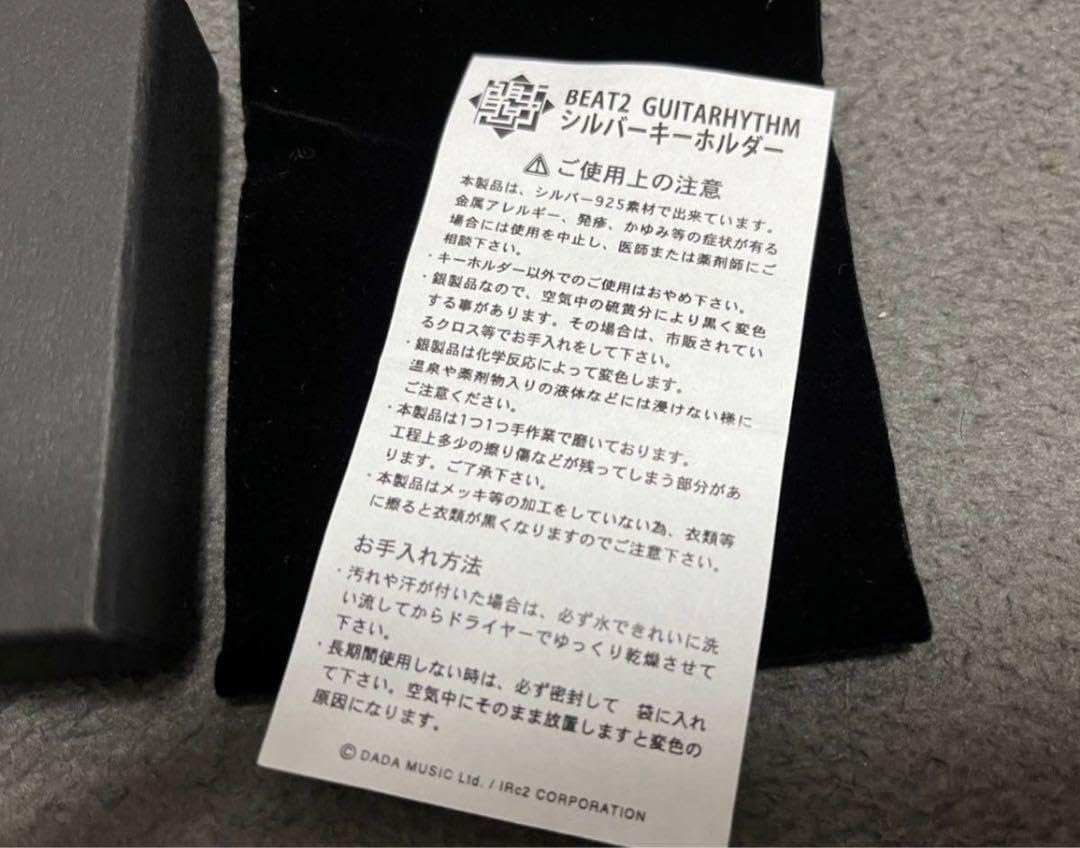 BEAT2 GUITARHYTHM
シルバーキーホルダー
⚠ご使用上の注意
本製品は、シルバー925素材で出来ています。
金属アレルギー、発疹、かゆみ等の症状が有る
場合には使用を中止し、医師または薬剤師にご
相談下さい。
・キーホルダー以外でのご使用はおやめ下さい。
・銀製品なので、空気中の硫黄分により黒く変色
する事があります。その場合は、市販されてい
るクロス等でお手入れをして下さい。
・銀製品は化学反応によって変色します。
温泉や薬剤物入りの液体などには浸けない様に
ご注意ください。
・本製品は1つ1つ手作業で磨いております。
工程上多少の擦り傷などが残ってしまう部分があ
ります。ご了承下さい。
・本製品はメッキ等の加工をしていない為、衣類等
に擦ると衣類が黒くなりますのでご注意下さい。
お手入れ方法
・汚れや汗が付いた場合は、必ず水できれいに洗
い流してからドライヤーでゆっくり乾燥させて
下さい。
・長期間使用しない時は、必ず密封して 袋に入れ
て下さい。空気中にそのまま放置しますと変色の
原因になります。
© DADA MUSIC Ltd. / IRc2 CORPORATION